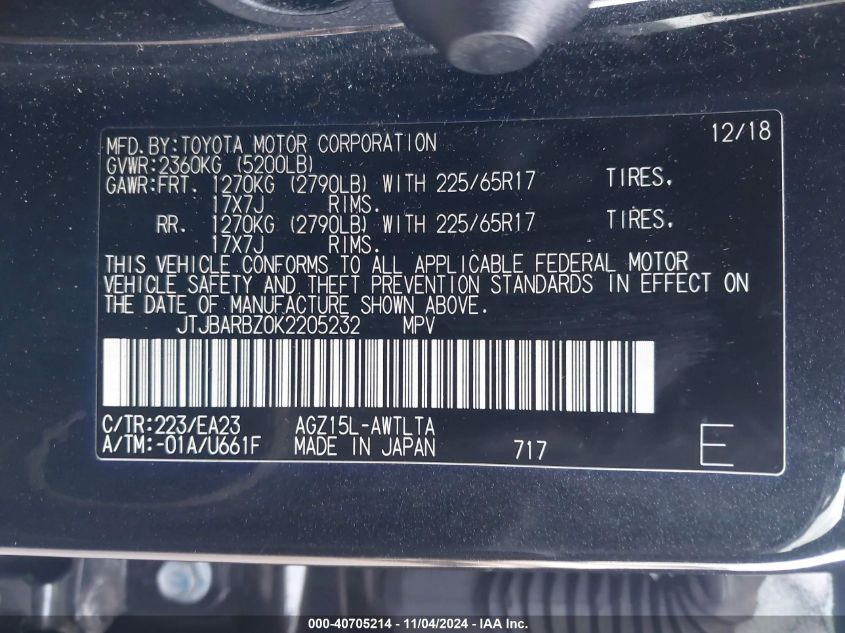 MFD.BY:TOYOTA MOTOR CORPORATION 12/18
GVWR:2360KG (5200LB)
GAWR:FRT. 1270KG (2790LB) WITH 225/65R17 TIRES.
17X7J RIMS.
RR. 1270KG (2790LB) WITH 225/65R17 TIRES.
17X7J RIMS.
THIS VEHICLE CONFORMS TO ALL APPLICABLE FEDERAL MOTOR
VEHICLE SAFETY AND THEFT PREVENTION STANDARDS IN EFFECT ON
THE DATE OF MANUFACTURE SHOWN ABOVE.
JTJBARBZ0K2205232 MPV
C/TR:223/EA23 AGZ15L-AWTLTA
A/TM:-01A/U661F MADE IN JAPAN 717 E
000-40705214 - 11/04/2024 - IAA Inc.